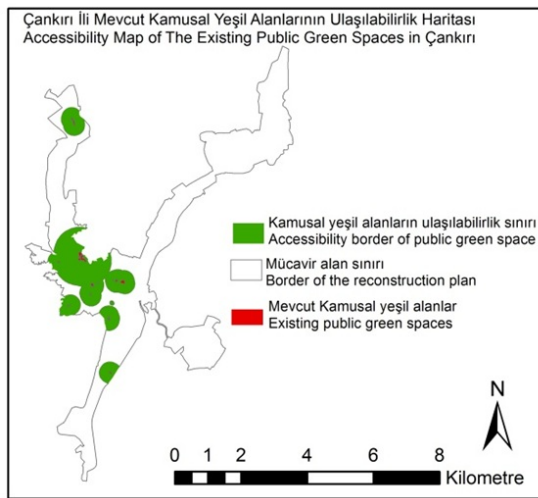 Çankırı İli Mevcut Kamusal Yeşil Alanlarının Ulaşılabilirlik Haritası
Accessibility Map of The Existing Public Green Spaces in Çankırı
Kamusal yeşil alanların ulaşılabilirlik sınırı
Accessibility border of public green space
Mücavir alan sınırı
Border of the reconstruction plan
Mevcut Kamusal yeşil alanlar
Existing public green spaces
N
0 1 2 4 6 8
Kilometre